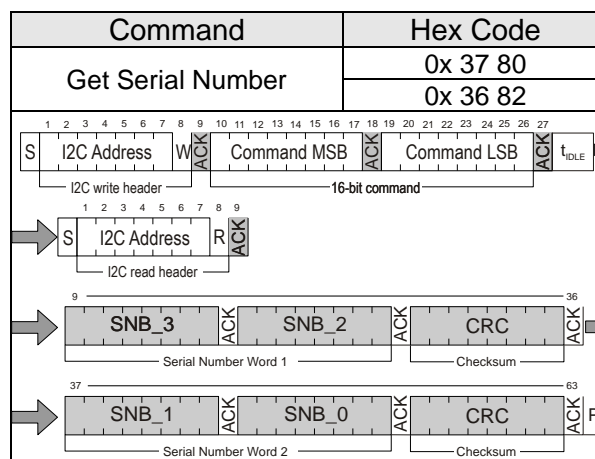 Command Hex Code
Get Serial Number
0x 37 80
0x 36 82
1 2 3 4 5 6 7 8 9 10 11 12 13 14 15 16 17 18 19 20 21 22 23 24 25 26 27
S I2C Address W ACK Command MSB ACK Command LSB ACK tIDLE
I2C write header 16-bit command
1 2 3 4 5 6 7 8 9
S I2C Address R ACK
I2C read header
9 36
SNB_3 ACK SNB_2 ACK CRC ACK
Serial Number Word 1 Checksum
37 63
SNB_1 ACK SNB_0 ACK CRC ACK P
Serial Number Word 2 Checksum